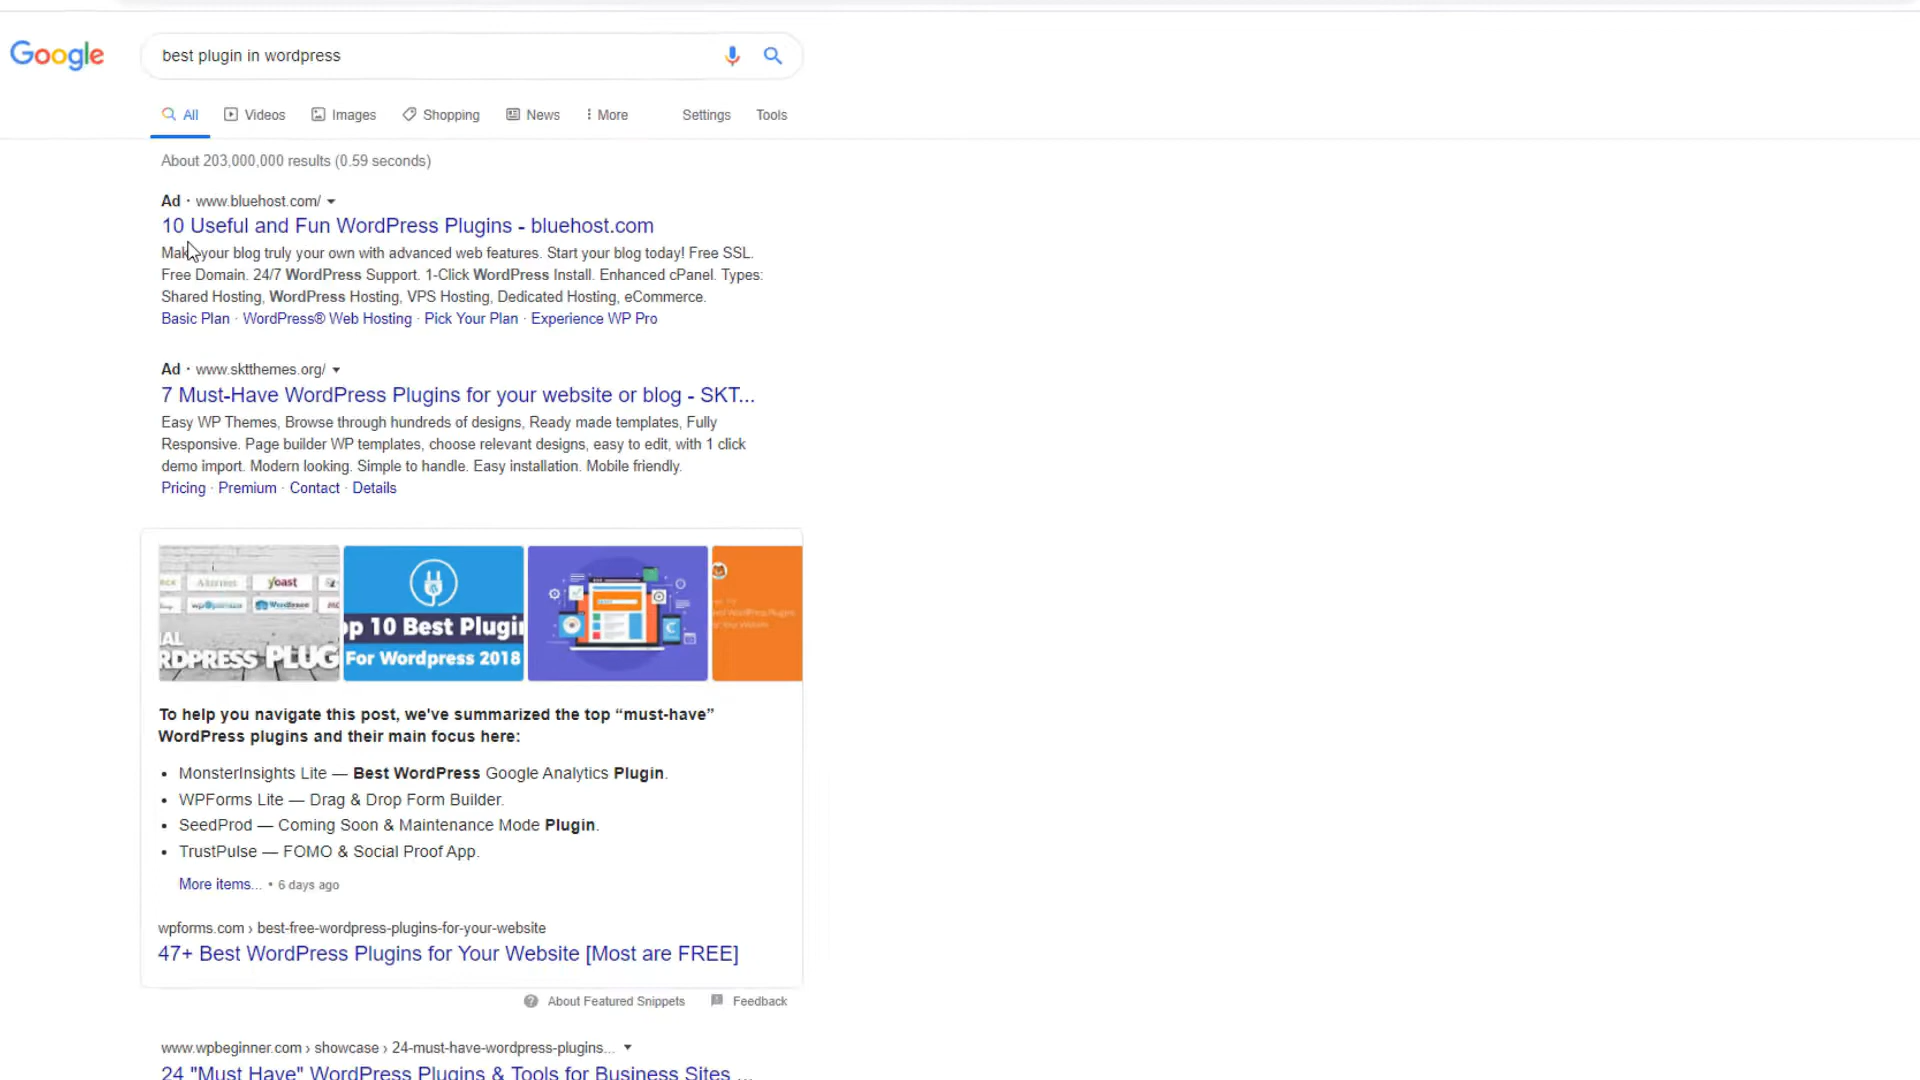 Google
best plugin in wordpress
All Videos Images Shopping News More Settings Tools
About 203,000,000 results (0.59 seconds)
Ad · www.bluehost.com/
10 Useful and Fun WordPress Plugins - bluehost.com
Make your blog truly your own with advanced web features. Start your blog today! Free SSL.
Free Domain. 24/7 WordPress Support. 1-Click WordPress Install. Enhanced cPanel. Types:
Shared Hosting, WordPress Hosting, VPS Hosting, Dedicated Hosting, eCommerce.
Basic Plan · WordPress® Web Hosting · Pick Your Plan · Experience WP Pro
Ad · www.sktthemes.org/
7 Must-Have WordPress Plugins for your website or blog - SKT...
Easy WP Themes, Browse through hundreds of designs, Ready made templates, Fully
Responsive. Page builder WP templates, choose relevant designs, easy to edit, with 1 click
demo import. Modern looking. Simple to handle. Easy installation. Mobile friendly.
Pricing · Premium · Contact · Details
yoast
RDPRESS PLUG
op 10 Best Plugin
For Wordpress 2018
To help you navigate this post, we've summarized the top “must-have”
WordPress plugins and their main focus here:
• MonsterInsights Lite — Best WordPress Google Analytics Plugin.
• WPForms Lite — Drag & Drop Form Builder.
• SeedProd — Coming Soon & Maintenance Mode Plugin.
• TrustPulse — FOMO & Social Proof App.
More items... • 6 days ago
wpforms.com › best-free-wordpress-plugins-for-your-website
47+ Best WordPress Plugins for Your Website [Most are FREE]
About Featured Snippets Feedback
www.wpbeginner.com › showcase › 24-must-have-wordpress-plugins...
24 "Must Have" WordPress Plugins & Tools for Business Sites ...